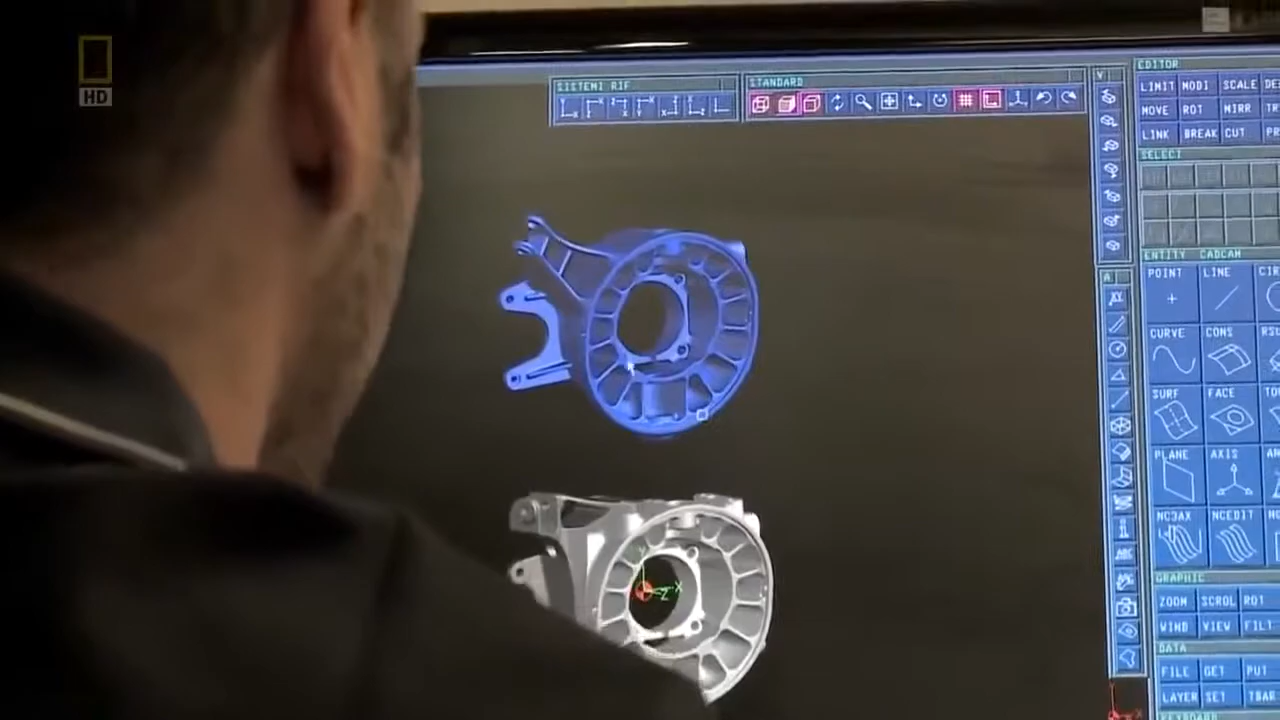 HD
SISTEMI RIF
STANDARD
EDITOR
LIMIT MODI SCALE
MOVE ROT MIRR
LINK BREAK CUT
SELECT
ENTITY CADCAM
POINT LINE
CURVE CONS
SURF FACE
PLANE AXIS
NC3AX NCEDIT
GRAPHIC
ZOOM SCROL ROT
WIND VIEW FILT
DATA
FILE GET PUT
LAYER SET TBAR
ABC
Y
X
Z